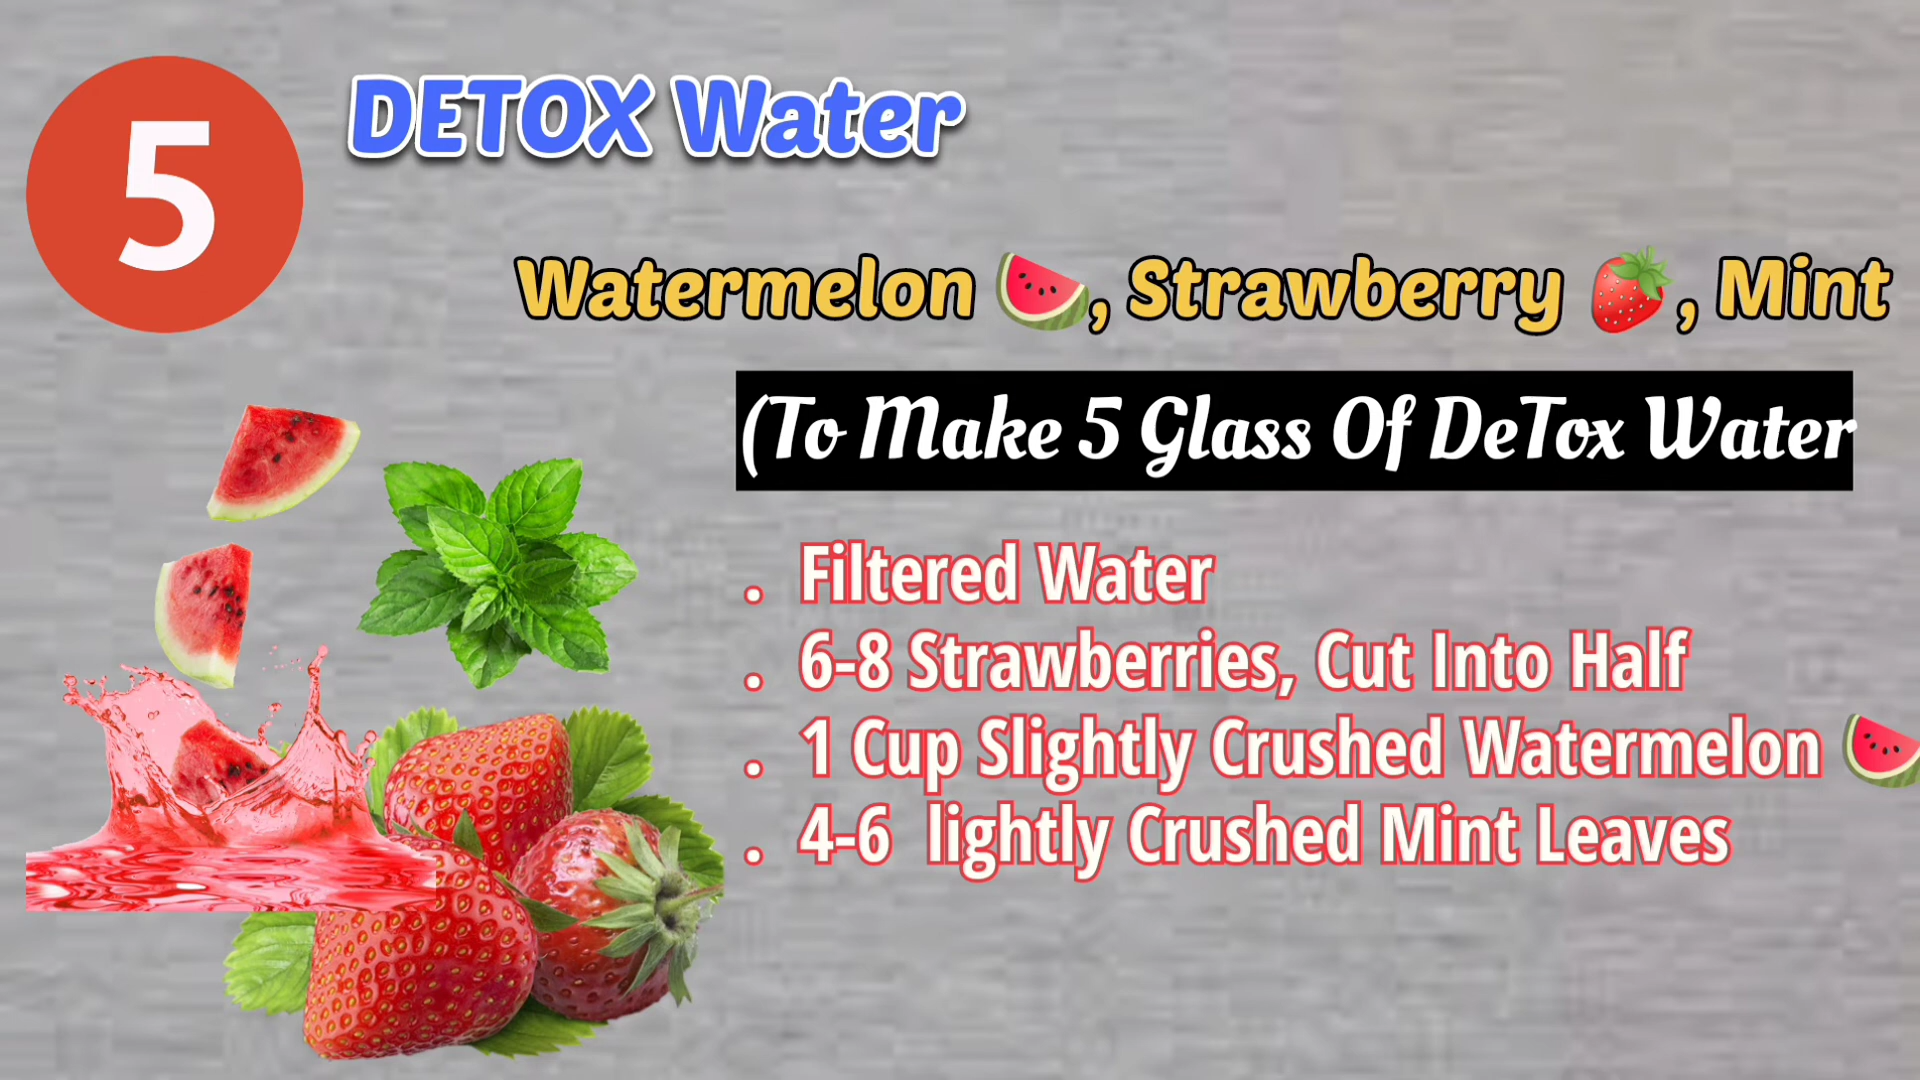 5
DETOX Water
Watermelon 🍉, Strawberry 🍓, Mint
(To Make 5 Glass Of DeTox Water
. Filtered Water
. 6-8 Strawberries, Cut Into Half
. 1 Cup Slightly Crushed Watermelon 🍉
. 4-6 lightly Crushed Mint Leaves